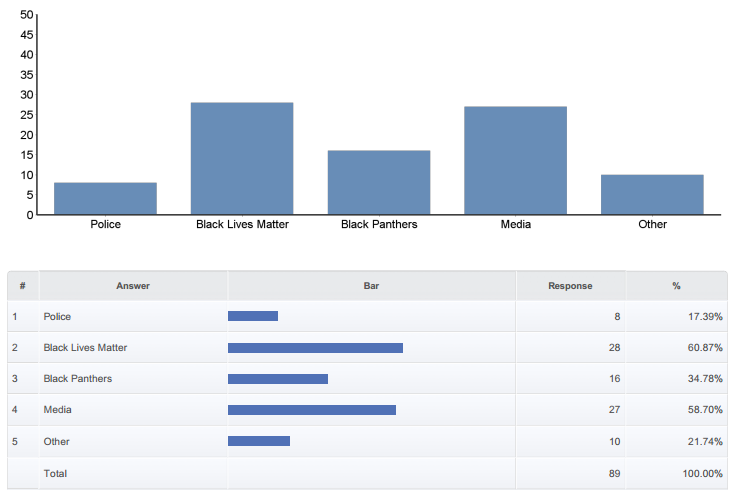 50
45
40
35
30
25
20
15
10
5
0
Police Black Lives Matter Black Panthers Media Other
# Answer Bar Response %
1 Police 8 17.39%
2 Black Lives Matter 28 60.87%
3 Black Panthers 16 34.78%
4 Media 27 58.70%
5 Other 10 21.74%
Total 89 100.00%